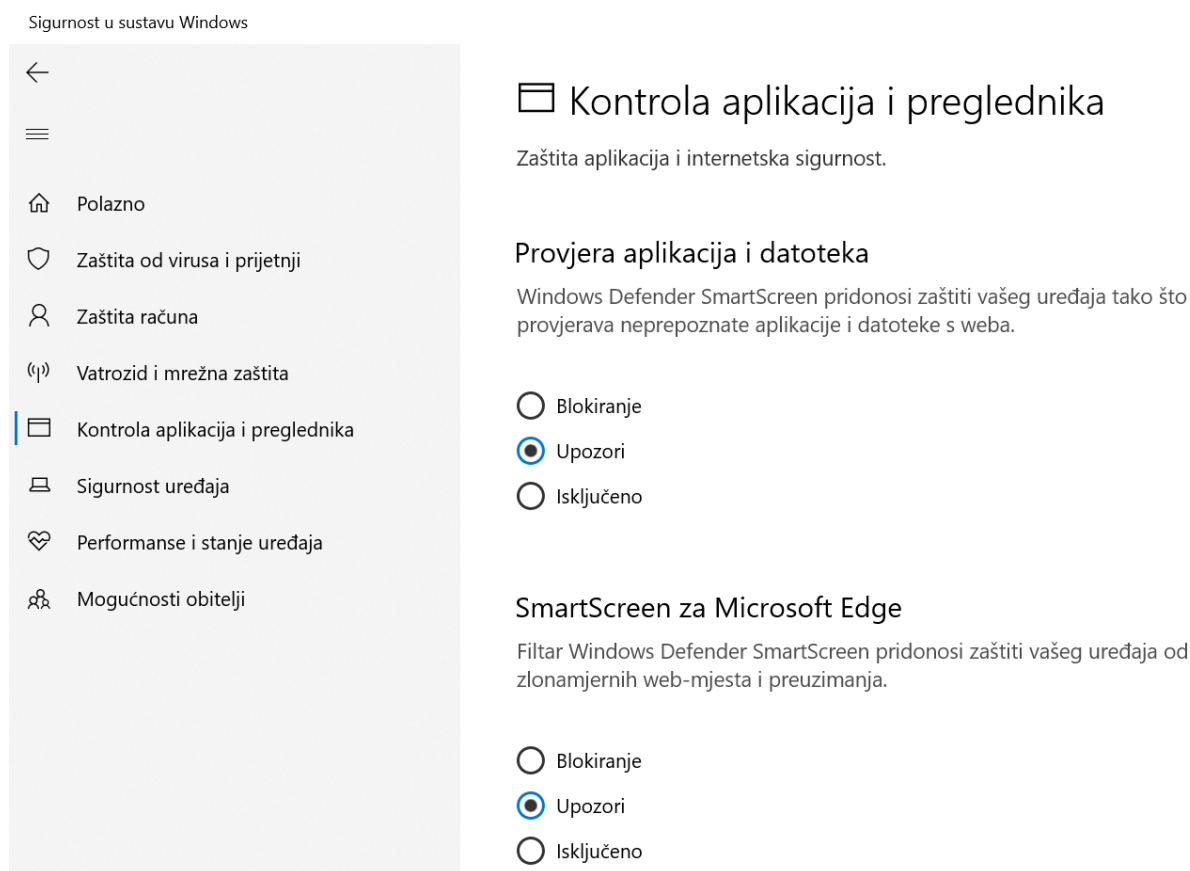 Sigurnost u sustavu Windows
Polazno
Zaštita od virusa i prijetnji
Zaštita računa
Vatrozid i mrežna zaštita
Kontrola aplikacija i preglednika
Sigurnost uređaja
Performanse i stanje uređaja
Mogućnosti obitelji
Kontrola aplikacija i preglednika
Zaštita aplikacija i internetska sigurnost.
Provjera aplikacija i datoteka
Windows Defender SmartScreen pridonosi zaštiti vašeg uređaja tako što
provjerava neprepoznate aplikacije i datoteke s weba.
Blokiranje
Upozori
Isključeno
SmartScreen za Microsoft Edge
Filtar Windows Defender SmartScreen pridonosi zaštiti vašeg uređaja od
zlonamjernih web-mjesta i preuzimanja.
Blokiranje
Upozori
Isključeno